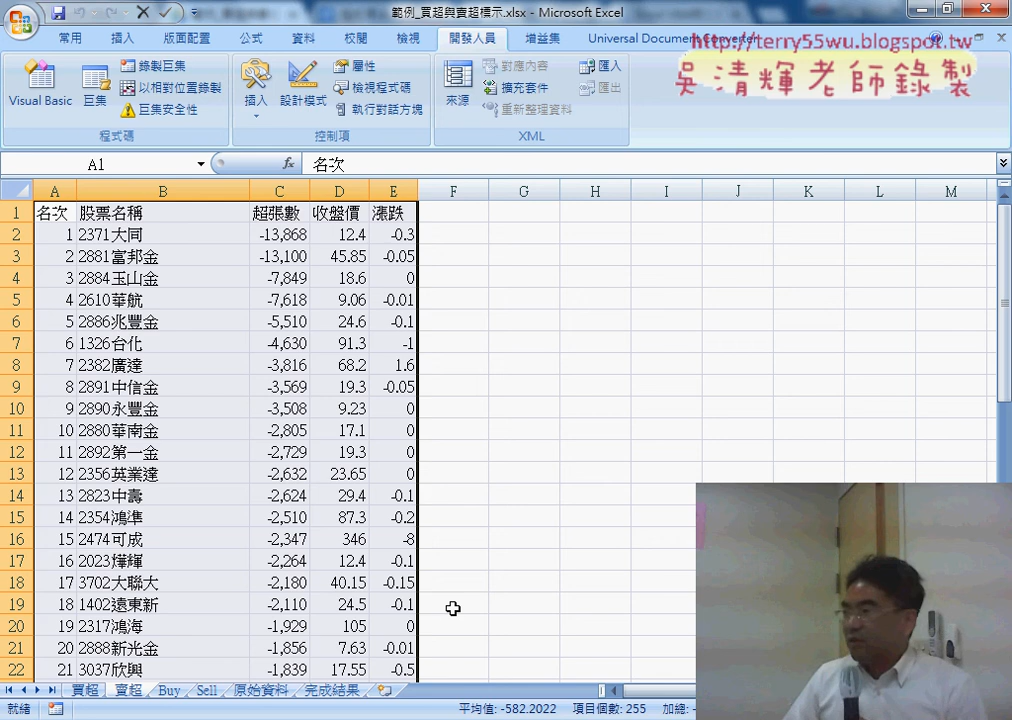 範例_買超與賣超標示.xlsx - Microsoft Excel
常用 插入 版面配置 公式 資料 校閱 檢視 開發人員 增益集 Universal Document Converter
http://terry55wu.blogspot.tw
吳清輝老師錄製
Visual Basic 巨集 錄製巨集 以相對位置錄製 巨集安全性 程式碼
插入 設計模式 屬性 檢視程式碼 執行對話方塊 控制項
來源 對應內容 擴充套件 重新整理資料 匯入 匯出 XML
A1 fx 名次
A B C D E F G H I J K L M
1 名次 股票名稱 超張數 收盤價 漲跌
2 1 2371大同 -13,868 12.4 -0.3
3 2 2881富邦金 -13,100 45.85 -0.05
4 3 2884玉山金 -7,849 18.6 0
5 4 2610華航 -7,618 9.06 -0.01
6 5 2886兆豐金 -5,510 24.6 -0.1
7 6 1326台化 -4,630 91.3 -1
8 7 2382廣達 -3,816 68.2 1.6
9 8 2891中信金 -3,569 19.3 -0.05
10 9 2890永豐金 -3,508 9.23 0
11 10 2880華南金 -2,805 17.1 0
12 11 2892第一金 -2,729 19.3 0
13 12 2356英業達 -2,632 23.65 0
14 13 2823中壽 -2,624 29.4 -0.1
15 14 2354鴻準 -2,510 87.3 -0.2
16 15 2474可成 -2,347 346 -8
17 16 2023燁輝 -2,264 12.4 -0.1
18 17 3702大聯大 -2,180 40.15 -0.15
19 18 1402遠東新 -2,110 24.5 -0.1
20 19 2317鴻海 -1,929 105 0
21 20 2888新光金 -1,856 7.63 -0.01
22 21 3037欣興 -1,839 17.55 -0.5
買超 賣超 Buy Sell 原始資料 完成結果
就緒 平均值: -582.2022 項目個數: 255 加總: -